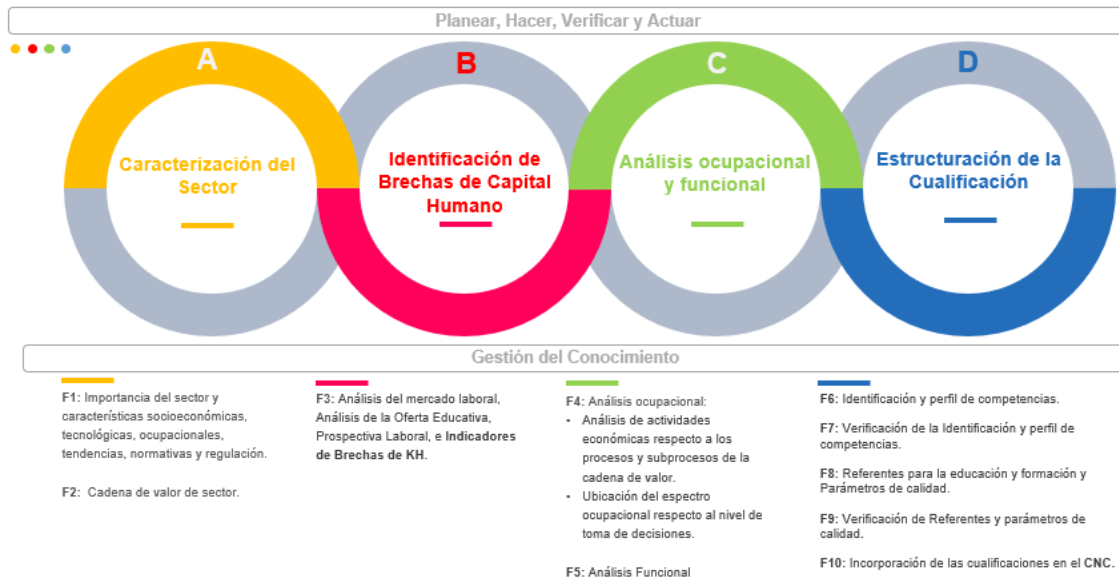 Planear, Hacer, Verificar y Actuar
A
B
C
D
Caracterización del
Sector
Identificación de
Brechas de Capital
Humano
Análisis ocupacional
y funcional
Estructuración de la
Cualificación
Gestión del Conocimiento
F1: Importancia del sector y
características socioeconómicas,
tecnológicas, ocupacionales,
tendencias, normativas y regulación.
F2: Cadena de valor de sector.
F3: Análisis del mercado laboral,
Análisis de la Oferta Educativa,
Prospectiva Laboral, e Indicadores
de Brechas de KH.
F4: Análisis ocupacional:
• Análisis de actividades
económicas respecto a los
procesos y subprocesos de la
cadena de valor.
• Ubicación del espectro
ocupacional respecto al nivel de
toma de decisiones.
F5: Análisis Funcional
F6: Identificación y perfil de competencias.
F7: Verificación de la Identificación y perfil de
competencias.
F8: Referentes para la educación y formación y
Parámetros de calidad.
F9: Verificación de Referentes y parámetros de
calidad.
F10: Incorporación de las cualificaciones en el CNC.